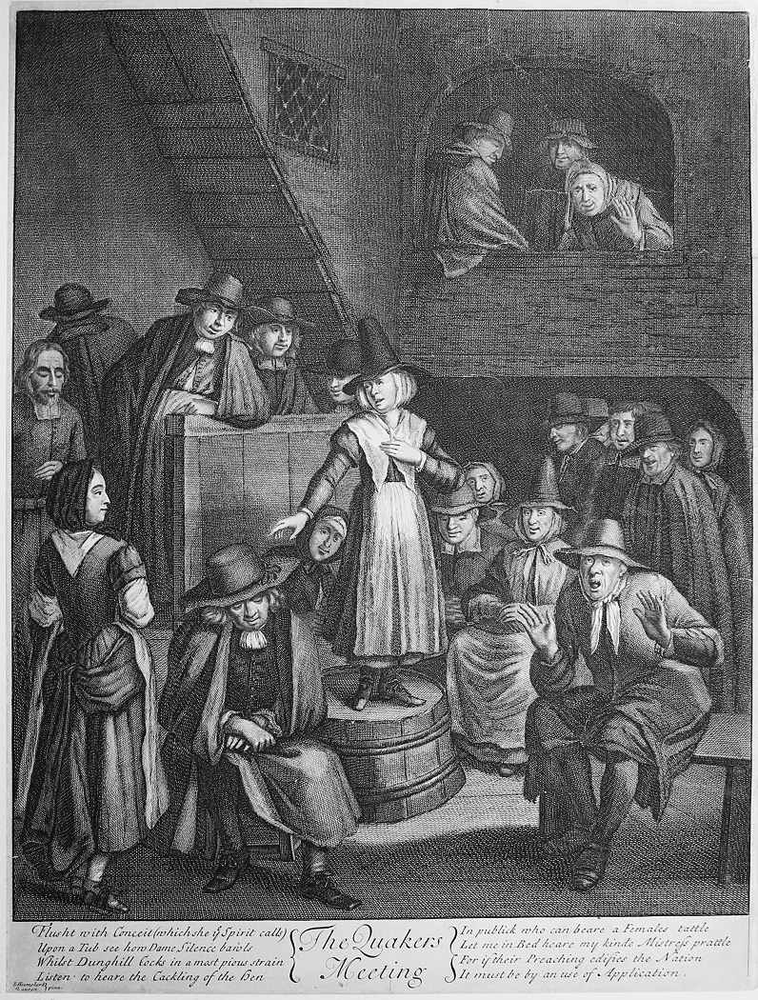 Flusht with Conceit (which she yͤ Spirit calls)
Upon a Tub see how Dame Silence bawls
Whilst Dunghill Cocks in a most pious strain
Listen to heare the Cackling of the Hen
The Quakers
Meeting
In publick who can beare a Females tattle
Let me in Bed heare my kinde Mistress prattle
For if their Preaching edifies the Nation
It must be by an use of Application.
pinx